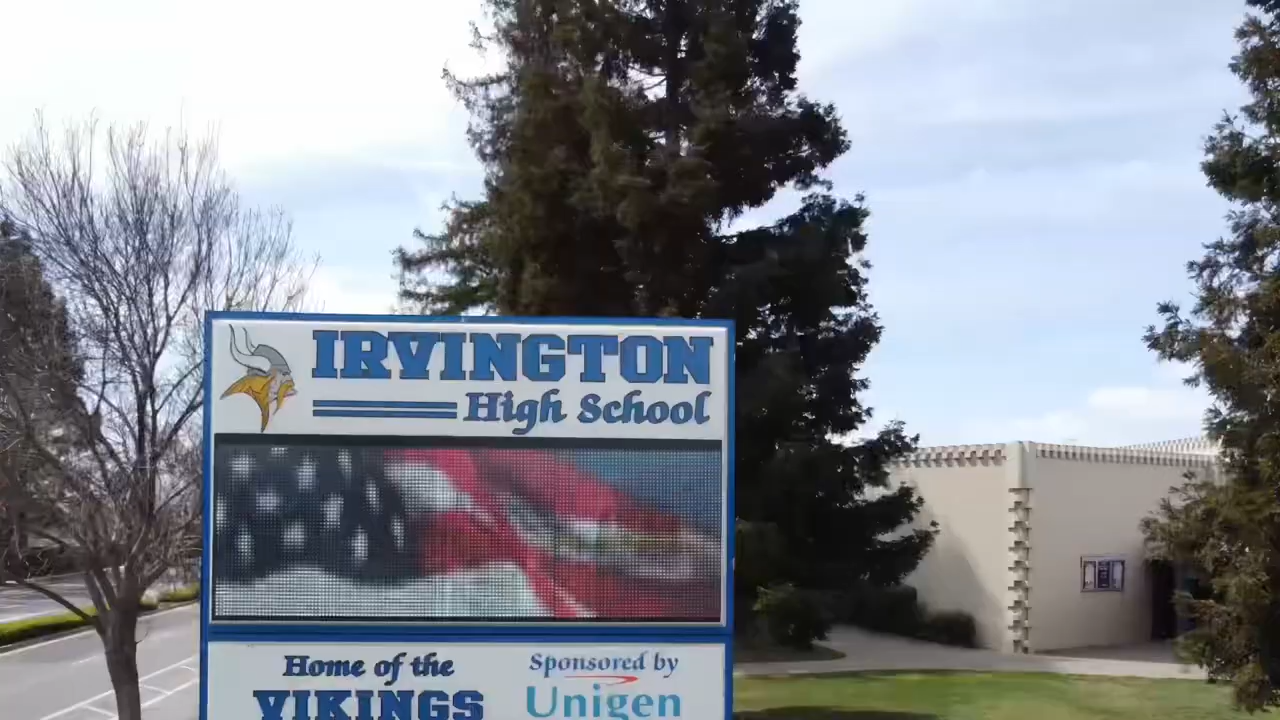 IRVINGTON
High School
Home of the
VIKINGS
Sponsored by
Unigen